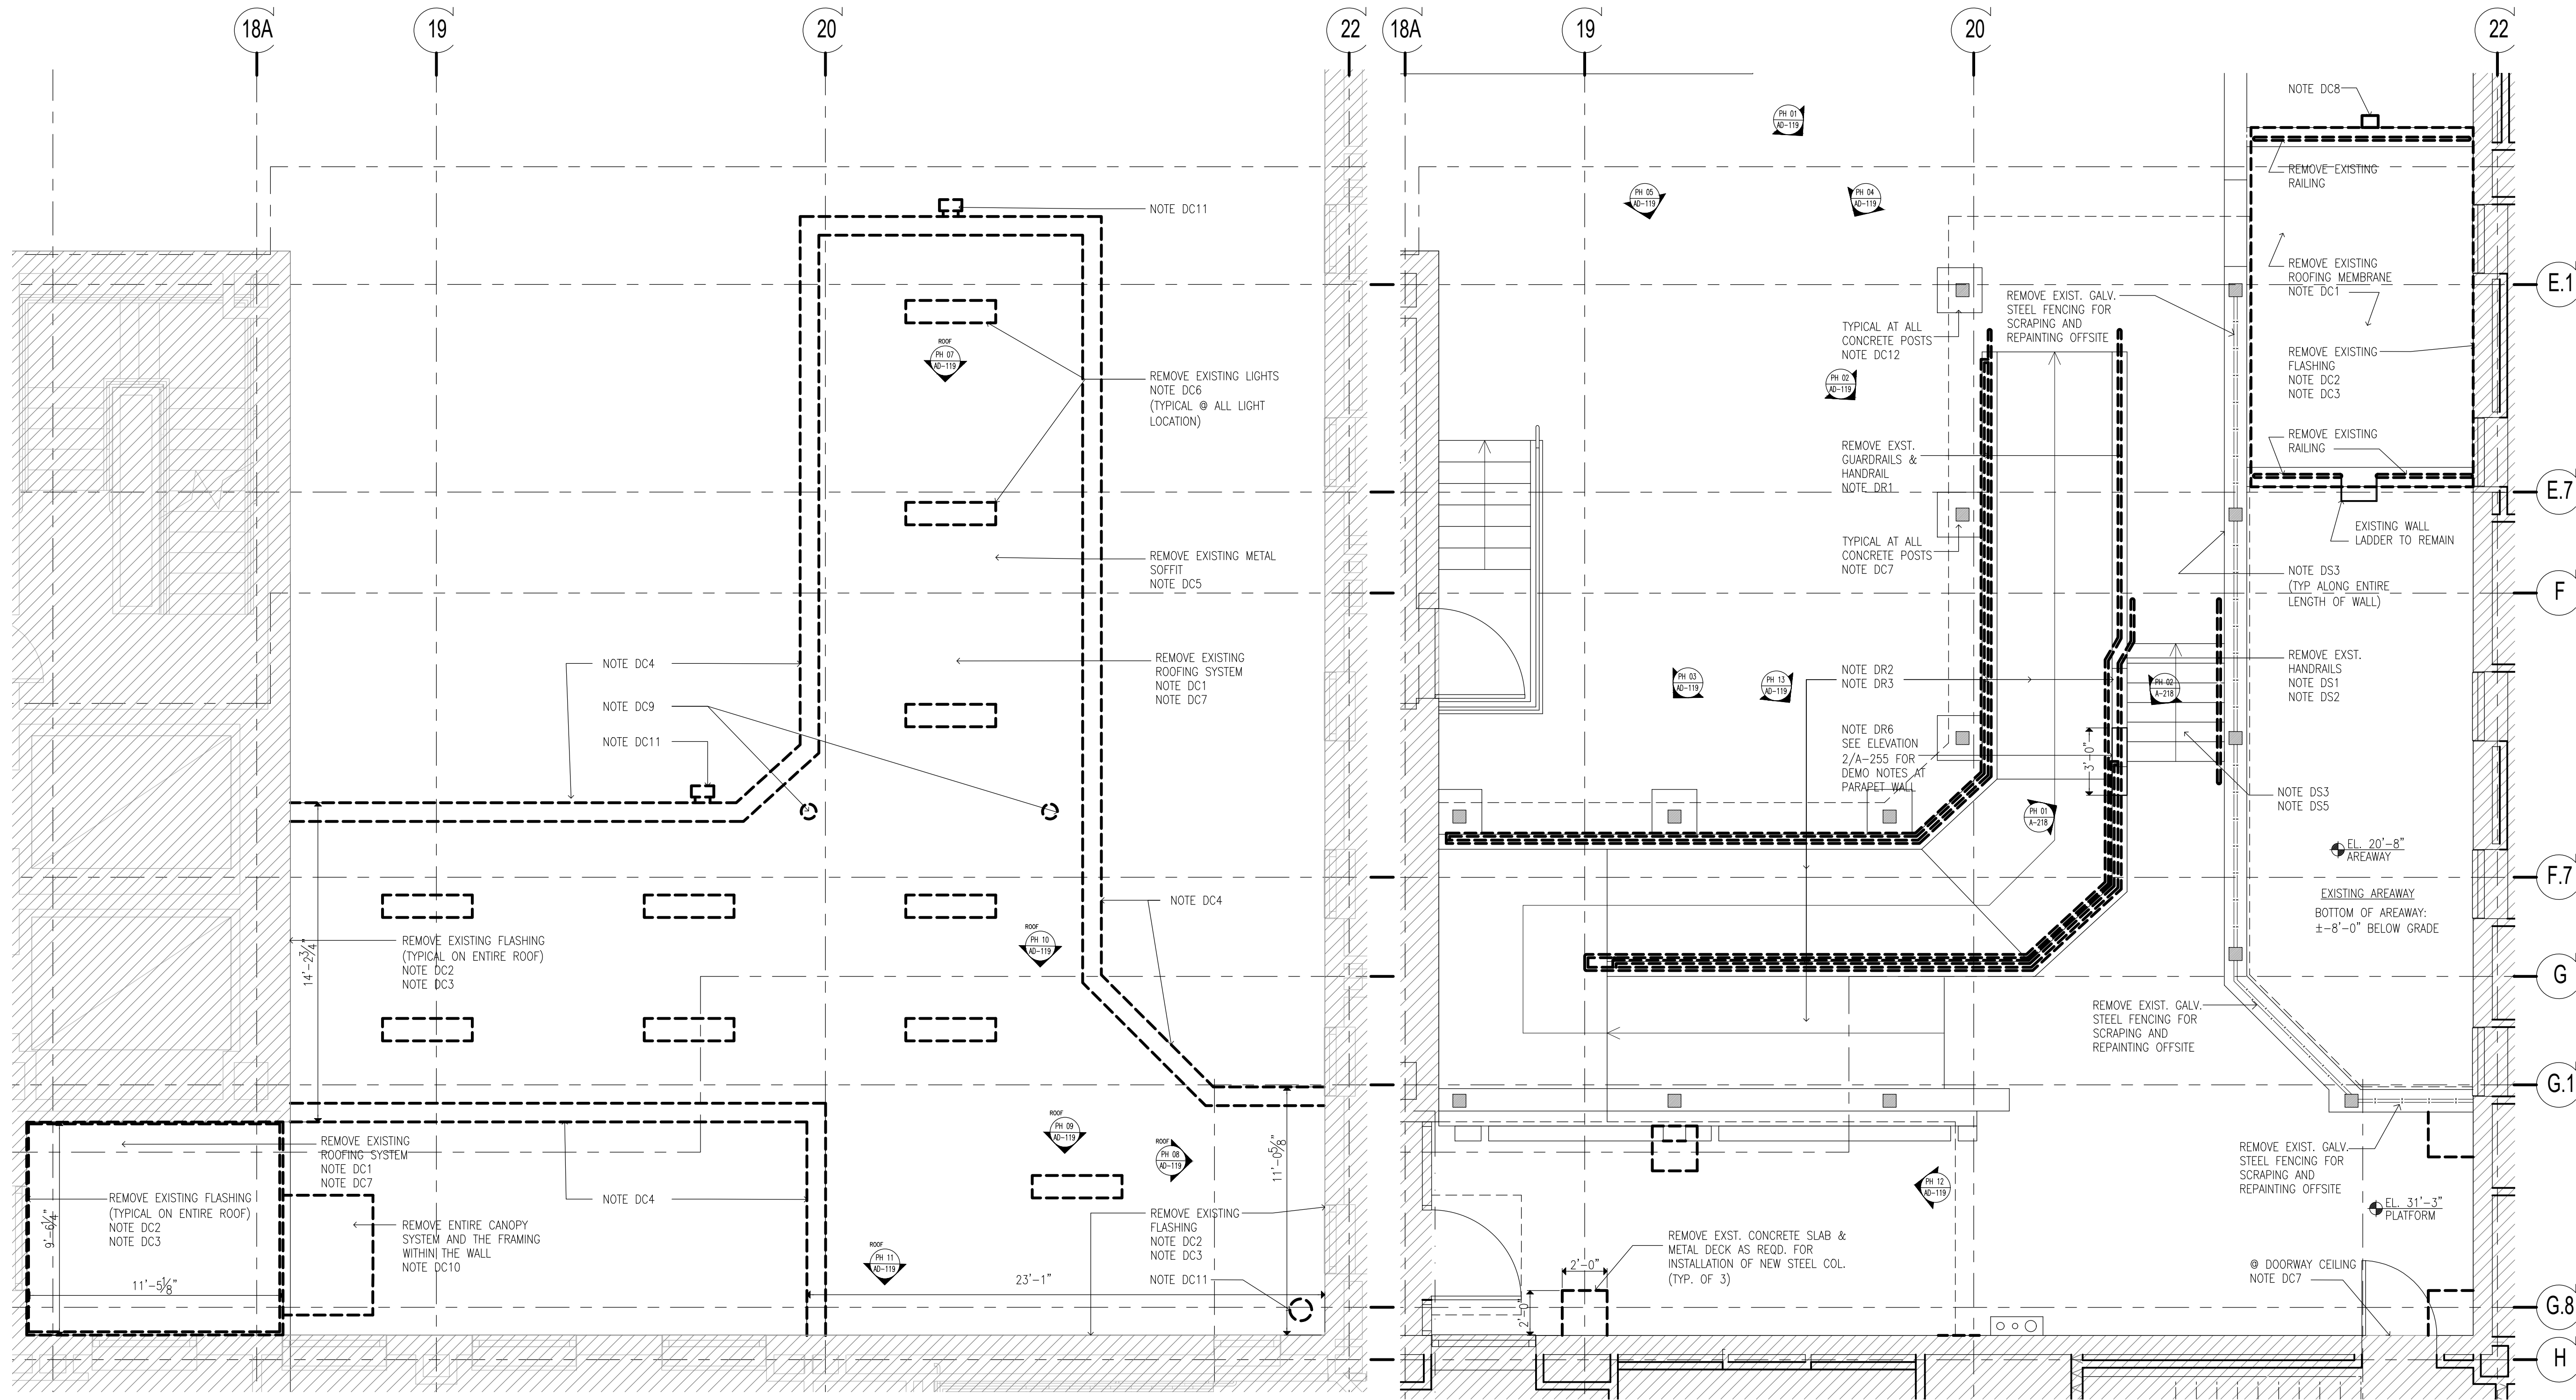 18A
19
20
22
18A
19
20
22
NOTE DC11
REMOVE EXISTING LIGHTS
NOTE DC6
(TYPICAL @ ALL LIGHT
LOCATION)
ROOF
PH 07
AD-119
REMOVE EXISTING METAL
SOFFIT
NOTE DC5
NOTE DC4
REMOVE EXISTING
ROOFING SYSTEM
NOTE DC1
NOTE DC7
NOTE DC9
NOTE DC11
NOTE DC4
14'-2¾"
REMOVE EXISTING FLASHING
(TYPICAL ON ENTIRE ROOF)
NOTE DC2
NOTE DC3
ROOF
PH 10
AD-119
ROOF
PH 09
AD-119
ROOF
PH 08
AD-119
11'-0⅝"
REMOVE EXISTING
ROOFING SYSTEM
NOTE DC1
NOTE DC7
REMOVE EXISTING FLASHING
(TYPICAL ON ENTIRE ROOF)
NOTE DC2
NOTE DC3
9'-6¼"
11'-5⅛"
REMOVE ENTIRE CANOPY
SYSTEM AND THE FRAMING
WITHIN THE WALL
NOTE DC10
NOTE DC4
REMOVE EXISTING
FLASHING
NOTE DC2
NOTE DC3
ROOF
PH 11
AD-119
23'-1"
NOTE DC11
PH 01
AD-119
PH 05
AD-119
PH 04
AD-119
NOTE DC8
REMOVE EXISTING
RAILING
REMOVE EXISTING
ROOFING MEMBRANE
NOTE DC1
REMOVE EXIST. GALV.
STEEL FENCING FOR
SCRAPING AND
REPAINTING OFFSITE
TYPICAL AT ALL
CONCRETE POSTS
NOTE DC12
REMOVE EXISTING
FLASHING
NOTE DC2
NOTE DC3
PH 02
AD-119
REMOVE EXISTING
RAILING
REMOVE EXST.
GUARDRAILS &
HANDRAIL
NOTE DR1
EXISTING WALL
LADDER TO REMAIN
TYPICAL AT ALL
CONCRETE POSTS
NOTE DC7
NOTE DS3
(TYP ALONG ENTIRE
LENGTH OF WALL)
REMOVE EXST.
HANDRAILS
NOTE DS1
NOTE DS2
PH 03
AD-119
PH 13
AD-119
NOTE DR2
NOTE DR3
PH 02
A-218
NOTE DR6
SEE ELEVATION
2/A-255 FOR
DEMO NOTES AT
PARAPET WALL
3'-0"
NOTE DS3
NOTE DS5
PH 01
A-218
EL. 20'-8"
AREAWAY
EXISTING AREAWAY
BOTTOM OF AREAWAY:
±-8'-0" BELOW GRADE
REMOVE EXIST. GALV.
STEEL FENCING FOR
SCRAPING AND
REPAINTING OFFSITE
REMOVE EXIST. GALV.
STEEL FENCING FOR
SCRAPING AND
REPAINTING OFFSITE
PH 12
AD-119
EL. 31'-3"
PLATFORM
REMOVE EXST. CONCRETE SLAB &
METAL DECK AS REQD. FOR
INSTALLATION OF NEW STEEL COL.
(TYP. OF 3)
2'-0"
2'-0"
@ DOORWAY CEILING
NOTE DC7
E.1
E.7
F
F.7
G
G.1
G.8
H